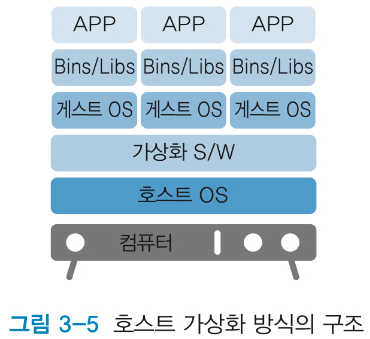 APP APP APP
Bins/Libs Bins/Libs Bins/Libs
게스트 OS 게스트 OS 게스트 OS
가상화 S/W
호스트 OS
컴퓨터
그림 3-5 호스트 가상화 방식의 구조